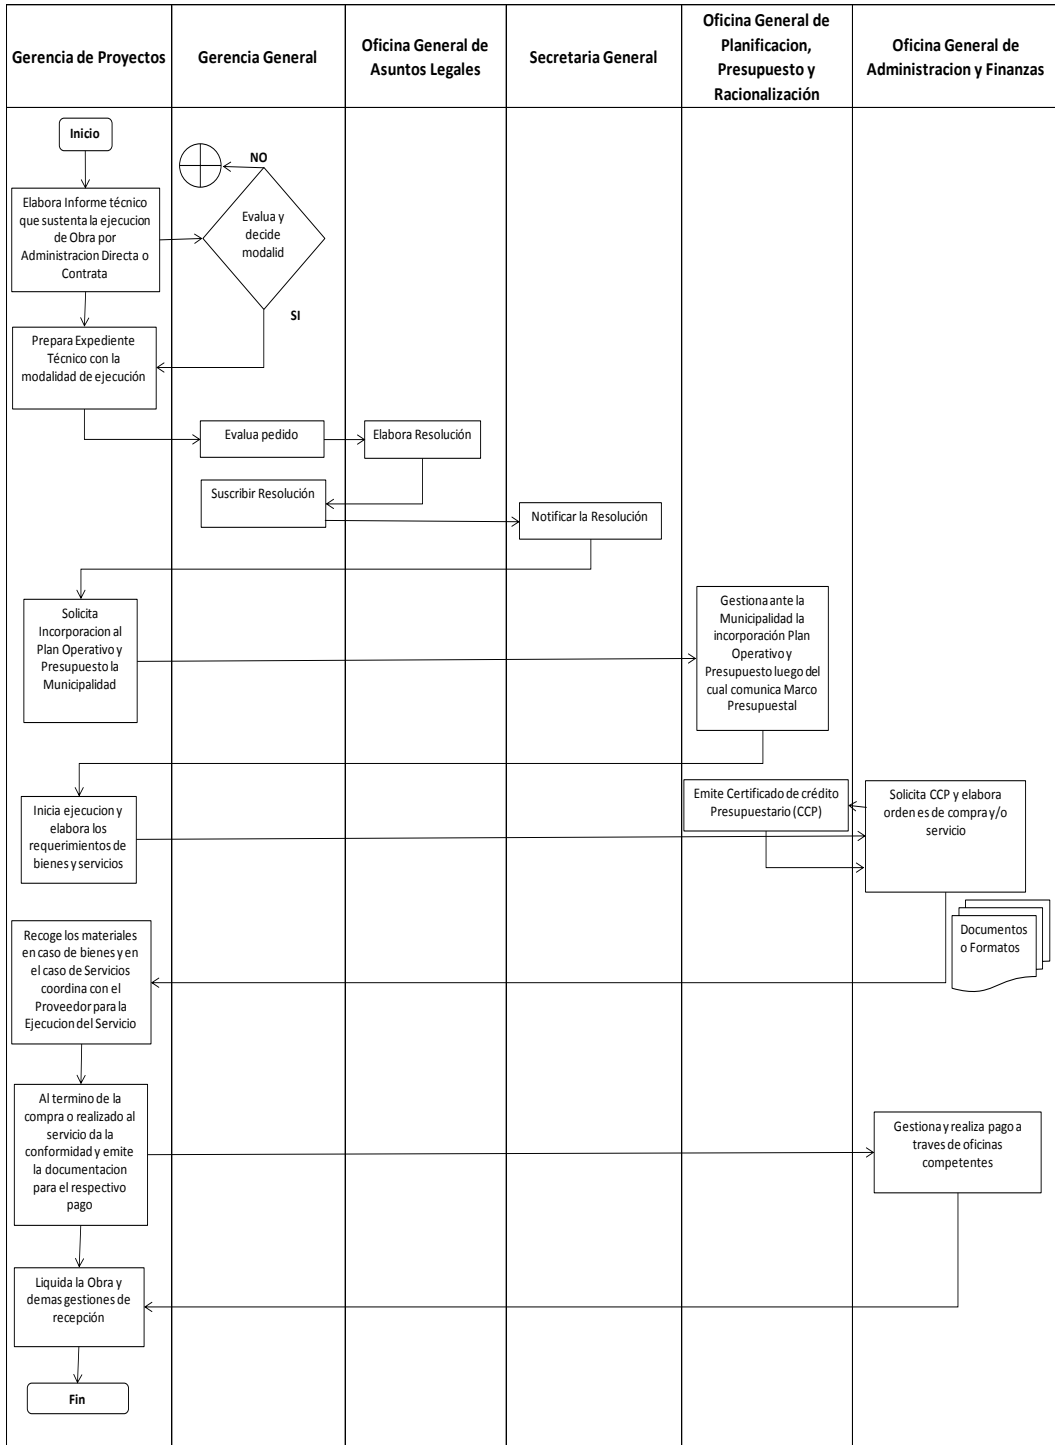 Gerencia de Proyectos
Gerencia General
Oficina General de
Asuntos Legales
Secretaria General
Oficina General de
Planificacion,
Presupuesto y
Racionalización
Oficina General de
Administracion y Finanzas
Inicio
NO
Elabora Informe técnico
que sustenta la ejecucion
de Obra por
Administracion Directa o
Contrata
Evalua y
decide
modalid
SI
Prepara Expediente
Técnico con la
modalidad de ejecución
Evalua pedido
Elabora Resolución
Suscribir Resolución
Notificar la Resolución
Solicita
Incorporacion al
Plan Operativo y
Presupuesto la
Municipalidad
Gestiona ante la
Municipalidad la
incorporación Plan
Operativo y
Presupuesto luego del
cual comunica Marco
Presupuestal
Inicia ejecucion y
elabora los
requerimientos de
bienes y servicios
Emite Certificado de crédito
Presupuestario (CCP)
Solicita CCP y elabora
orden es de compra y/o
servicio
Documentos
o Formatos
Recoge los materiales
en caso de bienes y en
el caso de Servicios
coordina con el
Proveedor para la
Ejecucion del Servicio
Al termino de la
compra o realizado al
servicio da la
conformidad y emite
la documentacion
para el respectivo
pago
Gestiona y realiza pago a
traves de oficinas
competentes
Liquida la Obra y
demas gestiones de
recepción
Fin